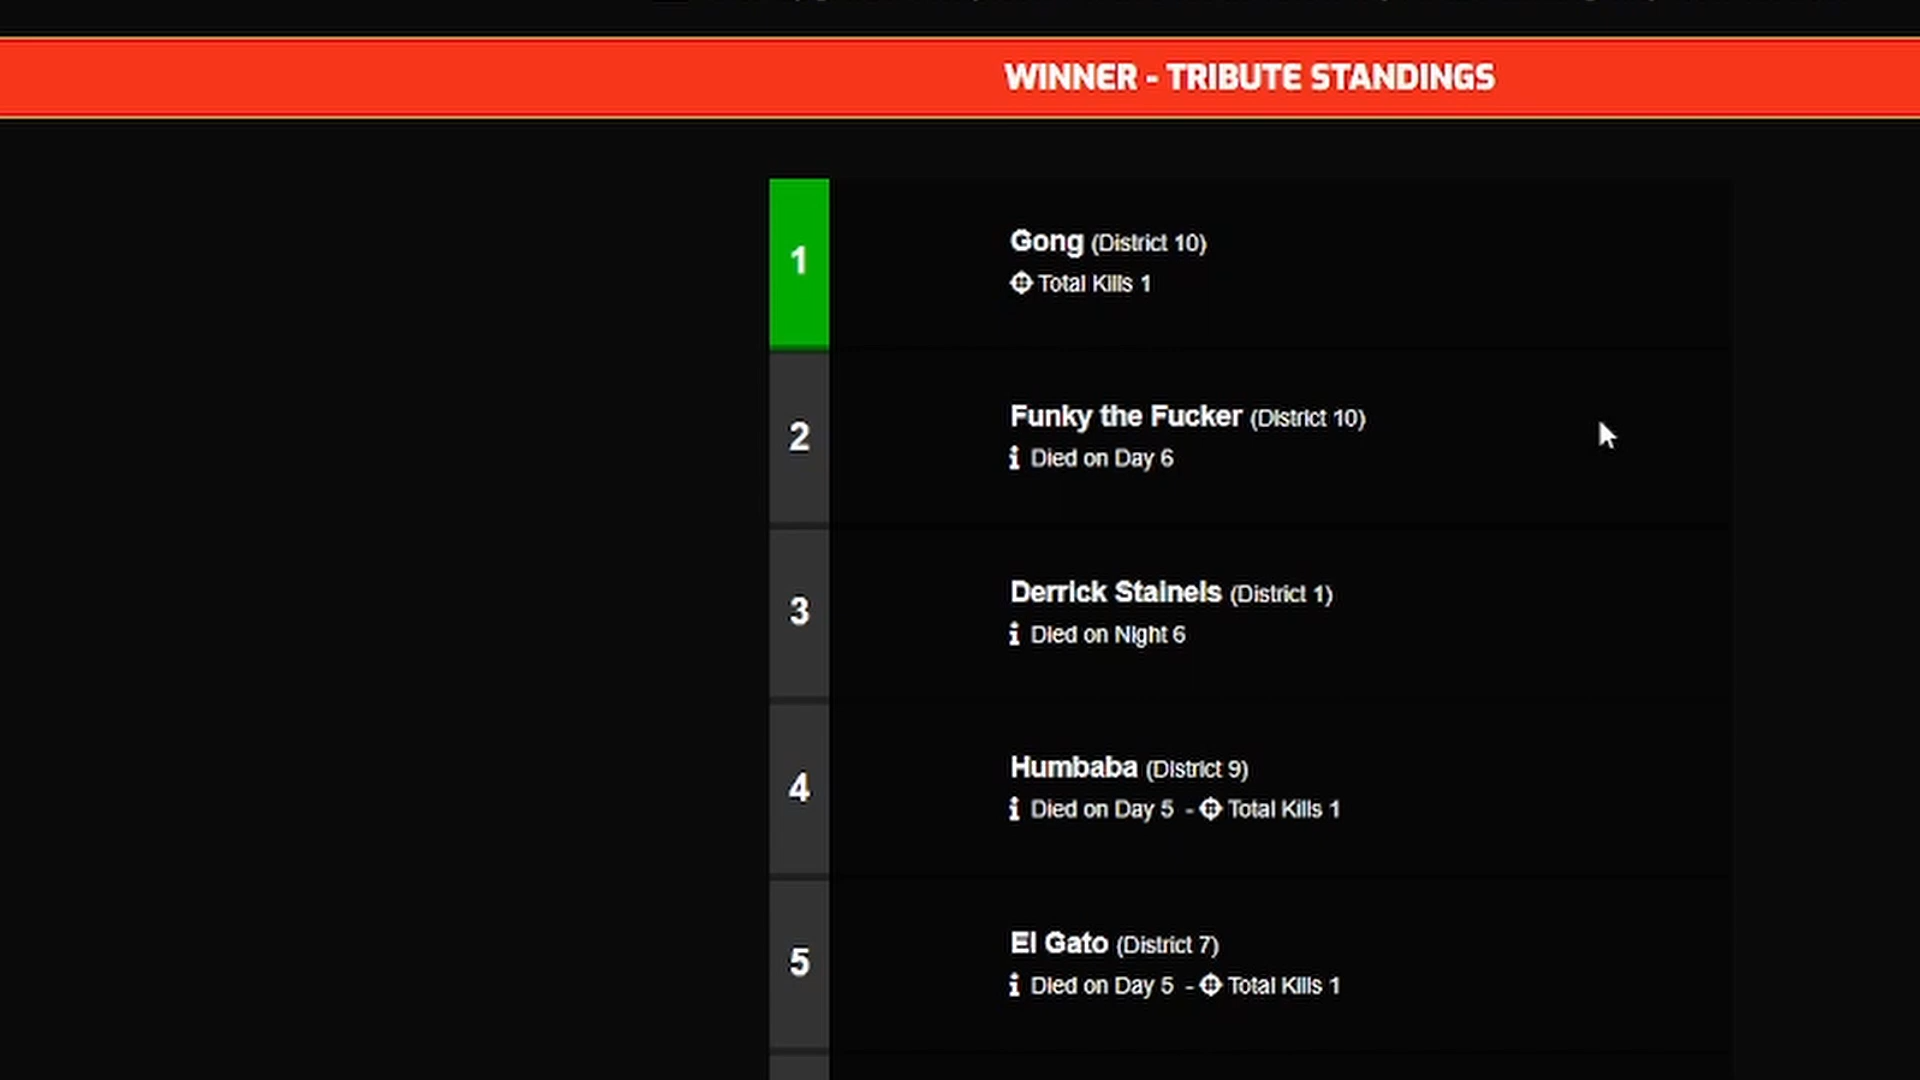 WINNER - TRIBUTE STANDINGS
1
Gong (District 10)
Total Kills 1
2
Funky the Fucker (District 10)
Died on Day 6
3
Derrick Stainels (District 1)
Died on Night 6
4
Humbaba (District 9)
Died on Day 5 - Total Kills 1
5
El Gato (District 7)
Died on Day 5 - Total Kills 1